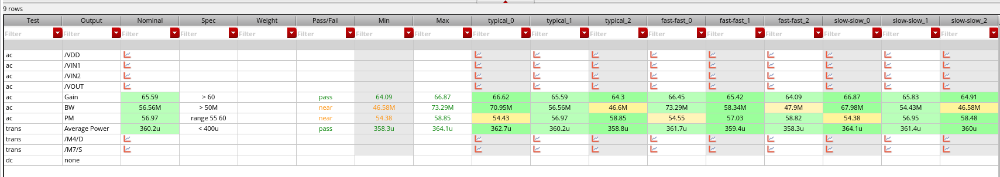 9 rows
Test Output Nominal Spec Weight Pass/Fail Min Max typical_0 typical_1 typical_2 fast-fast_0 fast-fast_1 fast-fast_2 slow-slow_0 slow-slow_1 slow-slow_2
Filter Filter Filter Filter Filter Filter Filter Filter Filter Filter Filter Filter Filter Filter Filter Filter Filter
ac /VDD
ac /VIN1
ac /VIN2
ac /VOUT
ac Gain 65.59 > 60 pass 64.09 66.87 66.62 65.59 64.3 66.45 65.42 64.09 66.87 65.83 64.91
ac BW 56.56M > 50M near 46.58M 73.29M 70.95M 56.56M 46.6M 73.29M 58.34M 47.9M 67.98M 54.43M 46.58M
ac PM 56.97 range 55 60 near 54.38 58.85 54.43 56.97 58.85 54.55 57.03 58.82 54.38 56.95 58.48
trans Average Power 360.2u < 400u pass 358.3u 364.1u 362.7u 360.2u 358.8u 361.7u 359.4u 358.3u 364.1u 361.4u 360u
trans /M4/D
trans /M7/S
dc none